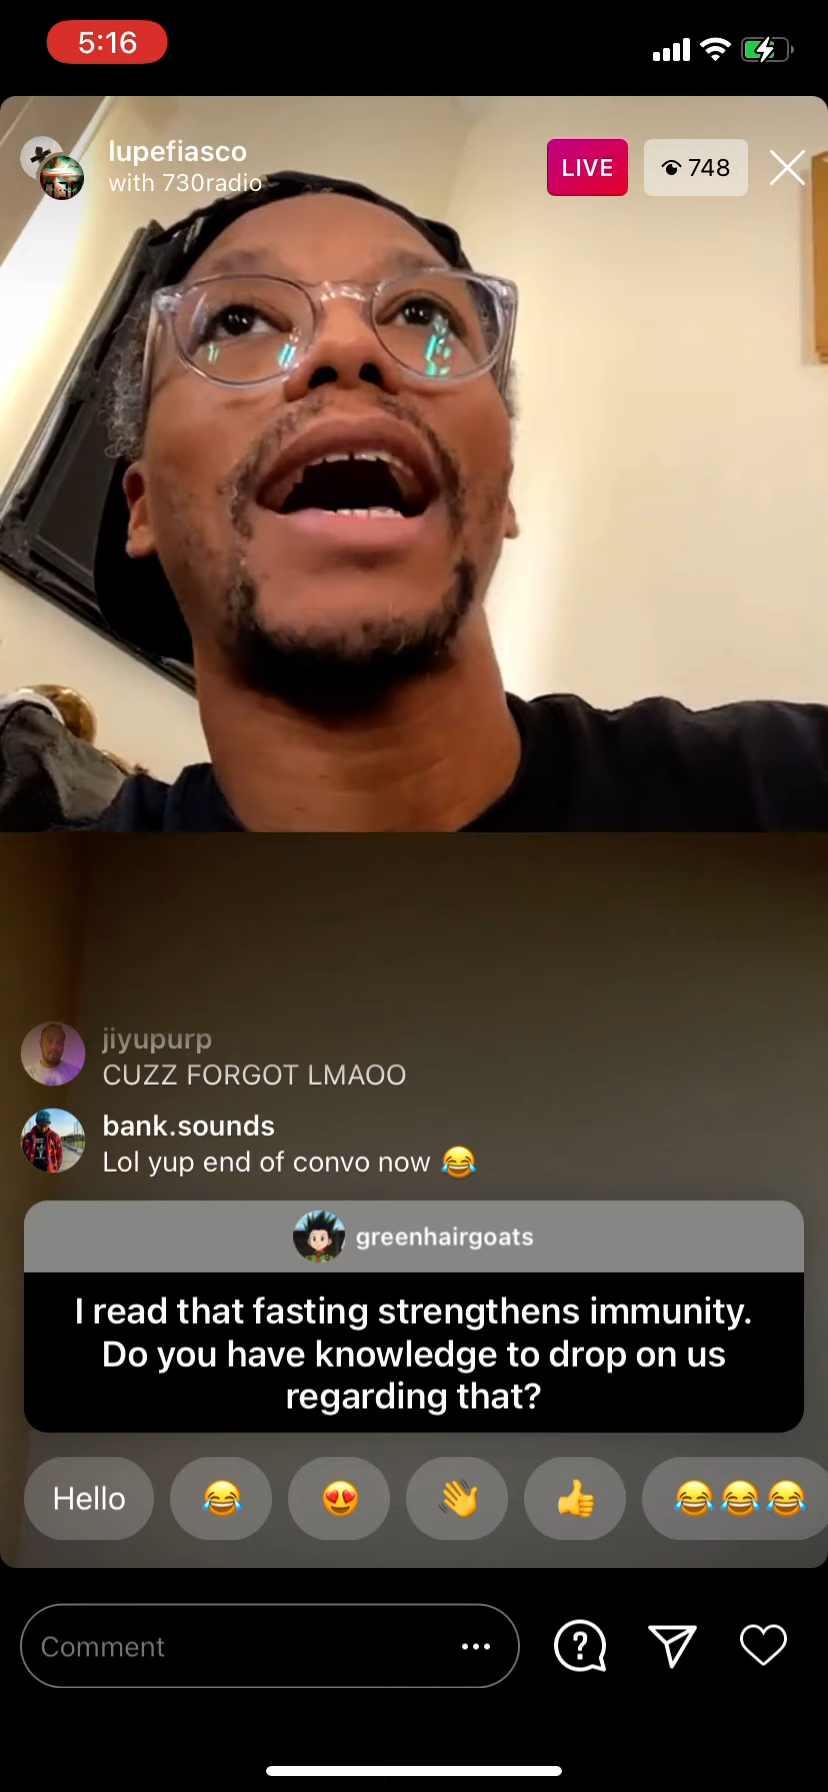 5:16
lupefiasco
with 730radio
LIVE
748
jiyupurp
CUZZ FORGOT LMAOO
bank.sounds
Lol yup end of convo now 😂
greenhairgoats
I read that fasting strengthens immunity.
Do you have knowledge to drop on us
regarding that?
Hello 😂 😍 👋 👍 😂😂😂
Comment